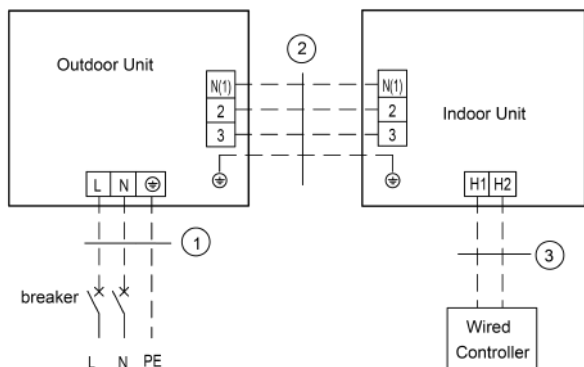 Outdoor Unit
N(1)
2
3
L N
2
N(1)
2
3
Indoor Unit
H1 H2
1
breaker
L N PE
3
Wired
Controller